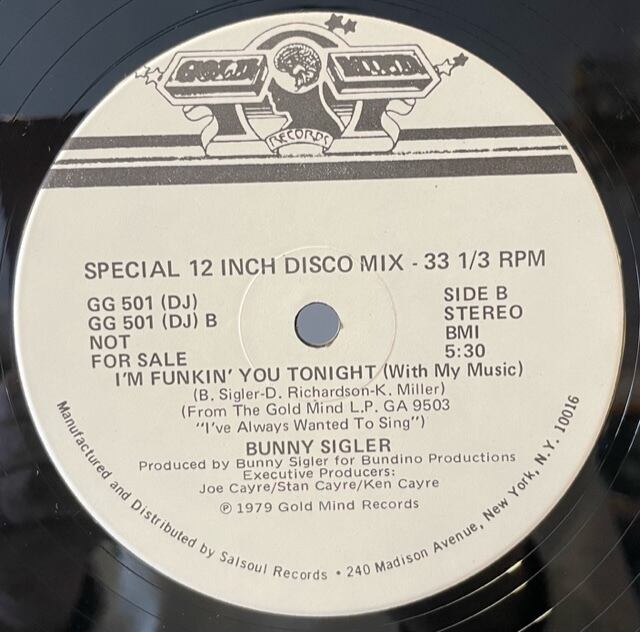 GOLD MIND
RECORDS
SPECIAL 12 INCH DISCO MIX - 33 1/3 RPM
GG 501 (DJ)
GG 501 (DJ) B
NOT
FOR SALE
SIDE B
STEREO
BMI
5:30
I'M FUNKIN' YOU TONIGHT (With My Music)
(B. Sigler-D. Richardson-K. Miller)
(From The Gold Mind L.P. GA 9503
"I've Always Wanted To Sing")
BUNNY SIGLER
Produced by Bunny Sigler for Bundino Productions
Executive Producers:
Joe Cayre/Stan Cayre/Ken Cayre
℗ 1979 Gold Mind Records
Manufactured and Distributed by Salsoul Records • 240 Madison Avenue, New York, N.Y. 10016